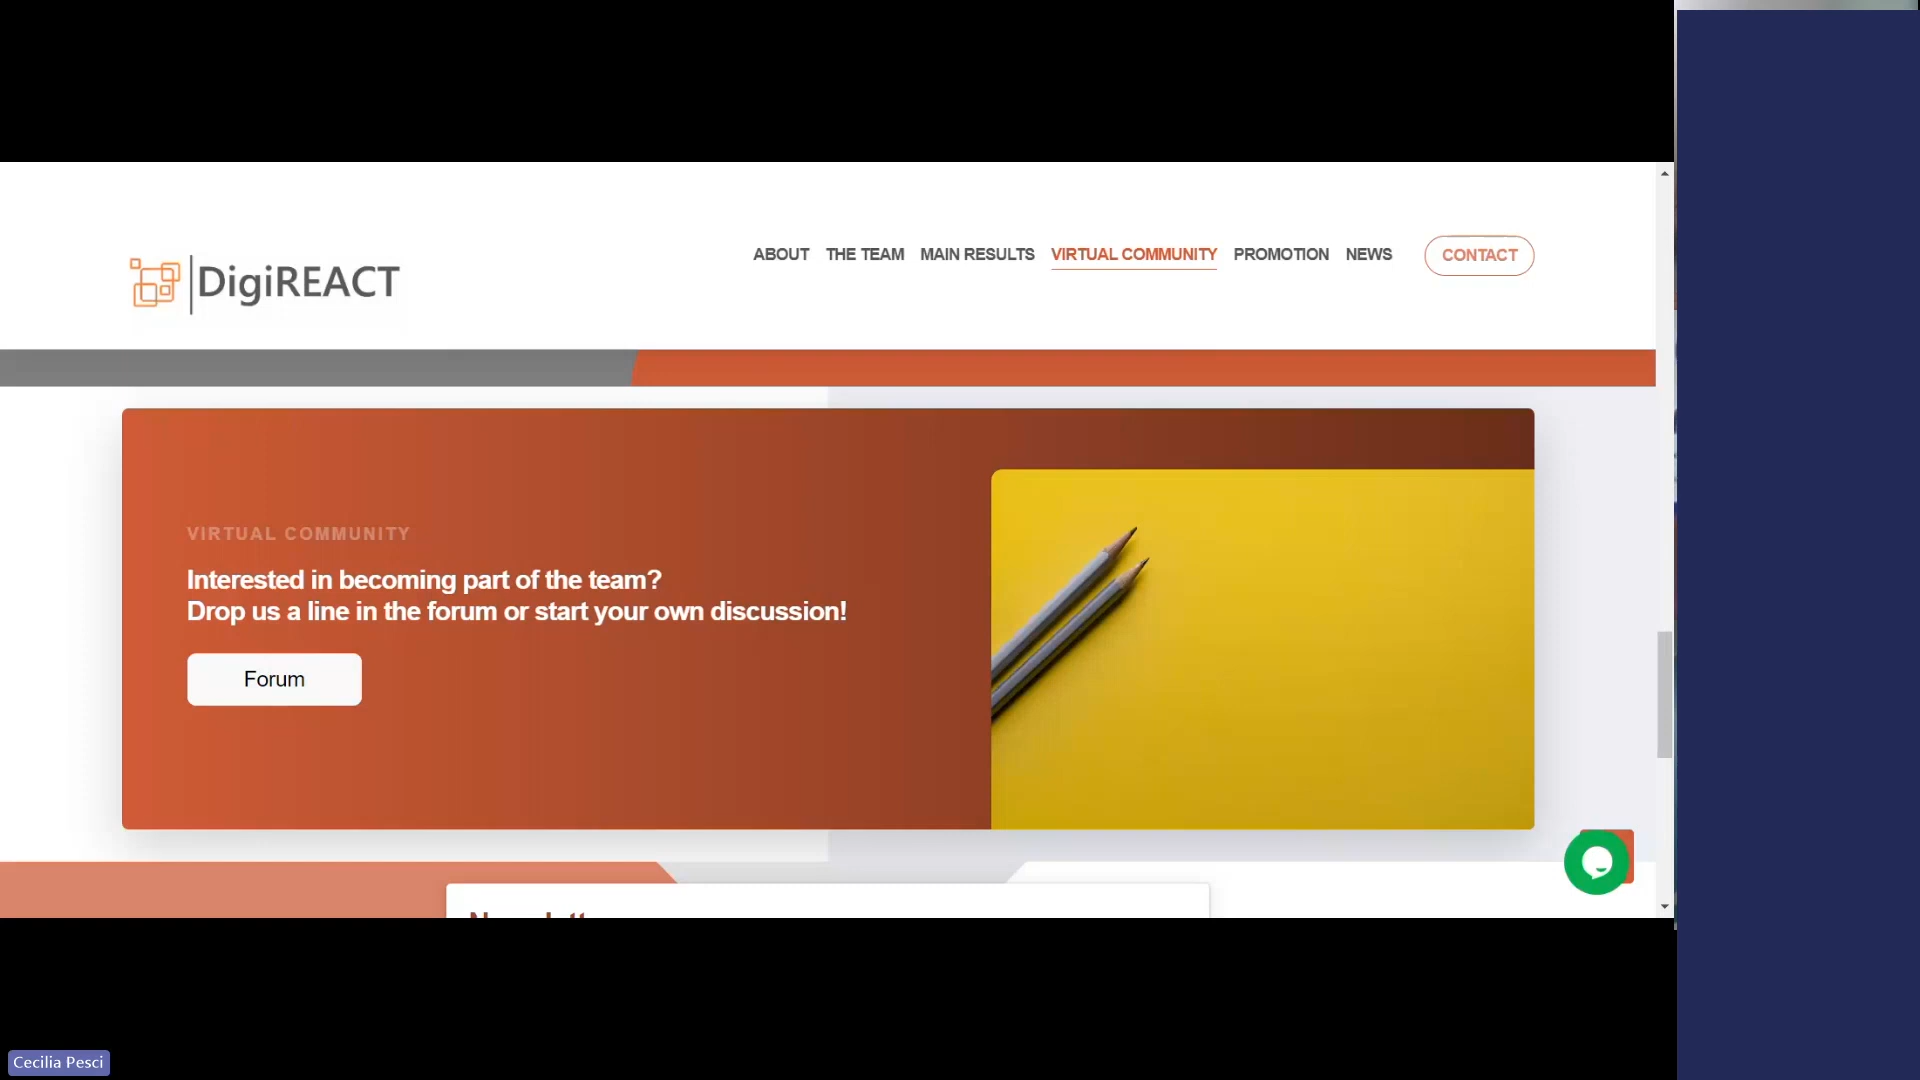 DigiREACT
ABOUT THE TEAM MAIN RESULTS VIRTUAL COMMUNITY PROMOTION NEWS CONTACT
VIRTUAL COMMUNITY
Interested in becoming part of the team?
Drop us a line in the forum or start your own discussion!
Forum
Cecilia Pesci